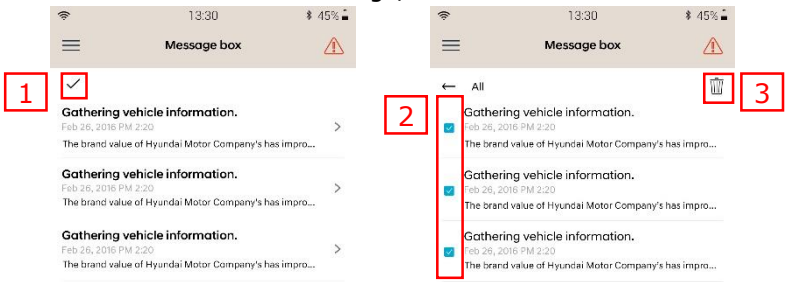 13:30 45%
Message box
1
Gathering vehicle information.
Feb 26, 2016 PM 2:20
The brand value of Hyundai Motor Company's has impro...
Gathering vehicle information.
Feb 26, 2016 PM 2:20
The brand value of Hyundai Motor Company's has impro...
Gathering vehicle information.
Feb 26, 2016 PM 2:20
The brand value of Hyundai Motor Company's has impro...
13:30 45%
Message box
All
3
2
Gathering vehicle information.
Feb 26, 2016 PM 2:20
The brand value of Hyundai Motor Company's has impro...
Gathering vehicle information.
Feb 26, 2016 PM 2:20
The brand value of Hyundai Motor Company's has impro...
Gathering vehicle information.
Feb 26, 2016 PM 2:20
The brand value of Hyundai Motor Company's has impro...